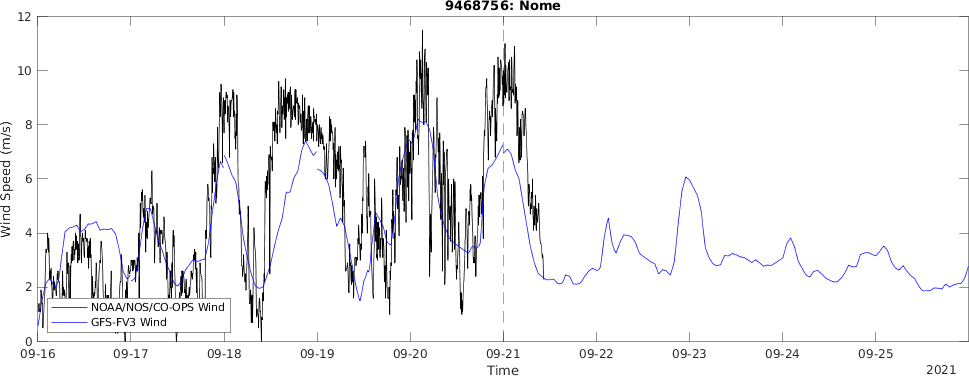 9468756: Nome
12
10
8
6
4
2
0
Wind Speed (m/s)
NOAA/NOS/CO-OPS Wind
GFS-FV3 Wind
09-16 09-17 09-18 09-19 09-20 09-21 09-22 09-23 09-24 09-25
Time
2021